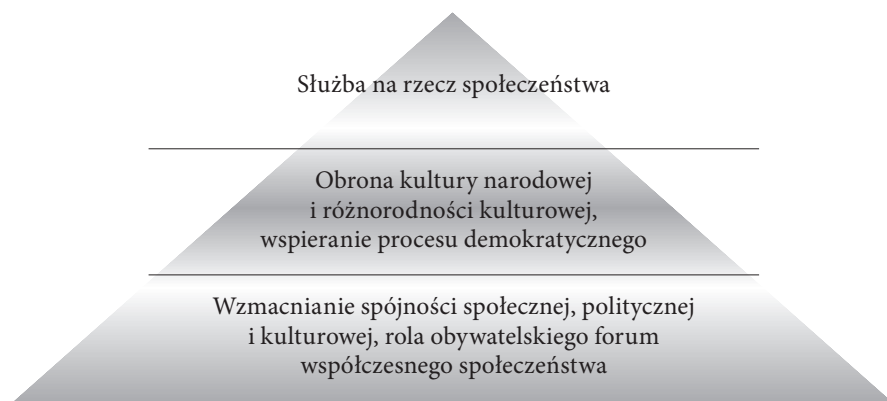 Służba na rzecz społeczeństwa
Obrona kultury narodowej
i różnorodności kulturowej,
wspieranie procesu demokratycznego
Wzmacnianie spójności społecznej, politycznej
i kulturowej, rola obywatelskiego forum
współczesnego społeczeństwa